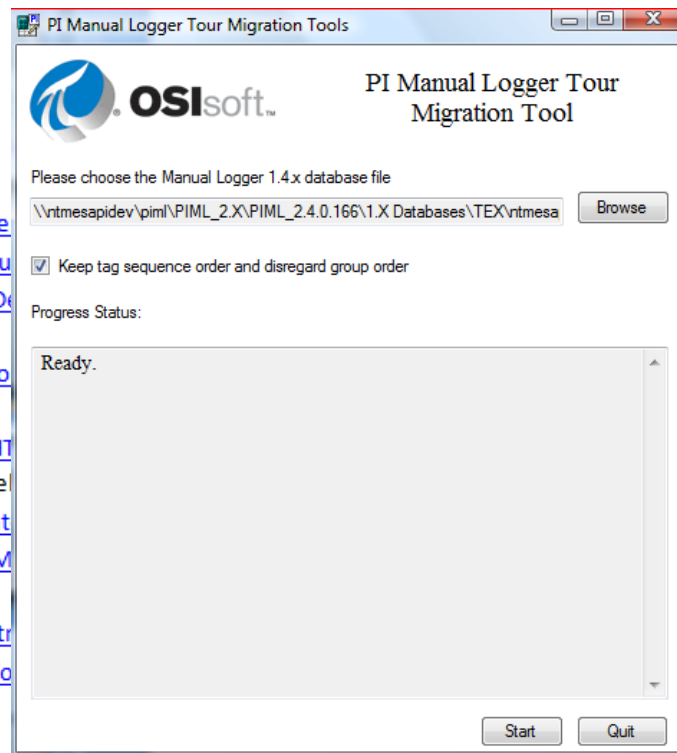 PI Manual Logger Tour Migration Tools
OSIsoft.
PI Manual Logger Tour
Migration Tool
Please choose the Manual Logger 1.4.x database file
\\ntmesapidev\piml\PIML_2.X\PIML_2.4.0.166\1.X Databases\TEX\ntmesa
Browse
Keep tag sequence order and disregard group order
Progress Status:
Ready.
Start
Quit